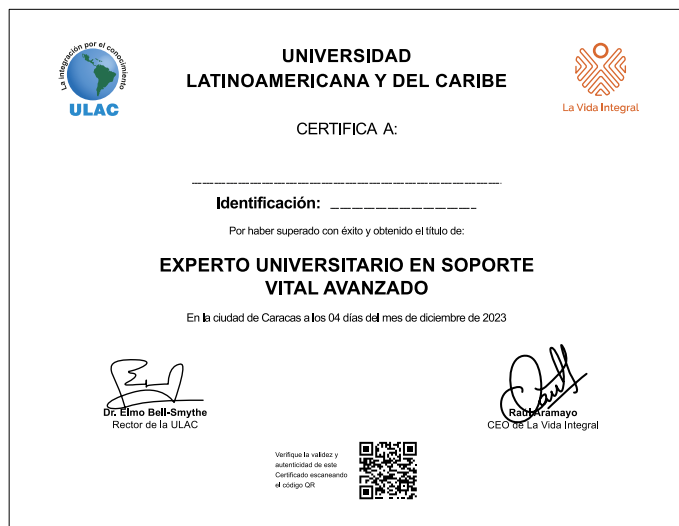 La integración por el conocimiento
ULAC
UNIVERSIDAD
LATINOAMERICANA Y DEL CARIBE
La Vida Integral
CERTIFICA A:
Identificación:
Por haber superado con éxito y obtenido el título de:
EXPERTO UNIVERSITARIO EN SOPORTE
VITAL AVANZADO
En la ciudad de Caracas a los 04 días del mes de diciembre de 2023
Dr. Elmo Bell-Smythe
Rector de la ULAC
Raúl Aramayo
CEO de La Vida Integral
Verifique la validez y
autenticidad de este
Certificado escaneando
el código QR